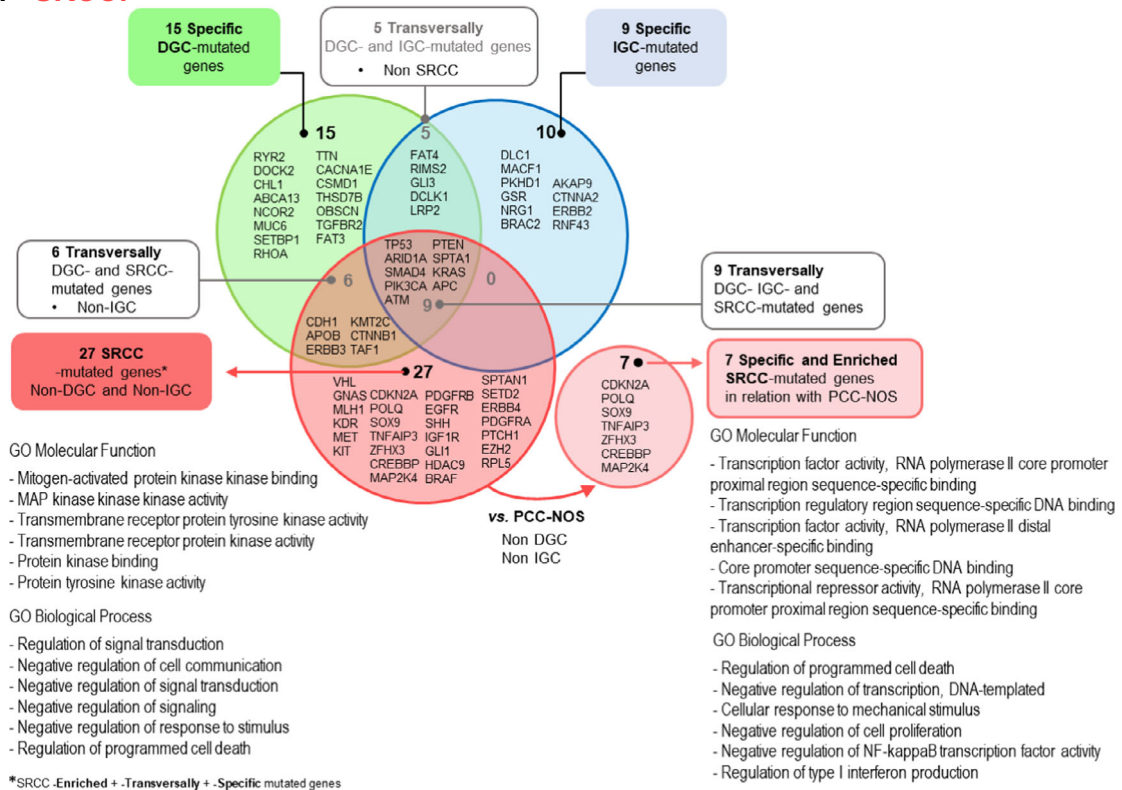 15 Specific
DGC-mutated
genes
5 Transversally
DGC- and IGC-mutated genes
• Non SRCC
9 Specific
IGC-mutated
genes
15
5
10
RYR2
DOCK2
CHL1
ABCA13
NCOR2
MUC6
SETBP1
RHOA
TTN
CACNA1E
CSMD1
THSD7B
OBSCN
TGFBR2
FAT3
FAT4
RIMS2
GLI3
DCLK1
LRP2
DLC1
MACF1
PKHD1
GSR
NRG1
BRAC2
AKAP9
CTNNA2
ERBB2
RNF43
6 Transversally
DGC- and SRCC-
mutated genes
• Non-IGC
6
TP53 PTEN
ARID1A SPTA1
SMAD4 KRAS
PIK3CA APC
ATM
9
0
9 Transversally
DGC- IGC- and
SRCC-mutated genes
CDH1 KMT2C
APOB CTNNB1
ERBB3 TAF1
27 SRCC
-mutated genes*
Non-DGC and Non-IGC
27
VHL
GNAS
MLH1
KDR
MET
KIT
CDKN2A
POLQ
SOX9
TNFAIP3
ZFHX3
CREBBP
MAP2K4
PDGFRB
EGFR
SHH
IGF1R
GLI1
HDAC9
BRAF
SPTAN1
SETD2
ERBB4
PDGFRA
PTCH1
EZH2
RPL5
7
CDKN2A
POLQ
SOX9
TNFAIP3
ZFHX3
CREBBP
MAP2K4
7 Specific and Enriched
SRCC-mutated genes
in relation with PCC-NOS
vs. PCC-NOS
Non DGC
Non IGC
GO Molecular Function
- Mitogen-activated protein kinase kinase binding
- MAP kinase kinase kinase activity
- Transmembrane receptor protein tyrosine kinase activity
- Transmembrane receptor protein kinase activity
- Protein kinase binding
- Protein tyrosine kinase activity
GO Biological Process
- Regulation of signal transduction
- Negative regulation of cell communication
- Negative regulation of signal transduction
- Negative regulation of signaling
- Negative regulation of response to stimulus
- Regulation of programmed cell death
*SRCC -Enriched + -Transversally + -Specific mutated genes
GO Molecular Function
- Transcription factor activity, RNA polymerase II core promoter
proximal region sequence-specific binding
- Transcription regulatory region sequence-specific DNA binding
- Transcription factor activity, RNA polymerase II distal
enhancer-specific binding
- Core promoter sequence-specific DNA binding
- Transcriptional repressor activity, RNA polymerase II core
promoter proximal region sequence-specific binding
GO Biological Process
- Regulation of programmed cell death
- Negative regulation of transcription, DNA-templated
- Cellular response to mechanical stimulus
- Negative regulation of cell proliferation
- Negative regulation of NF-kappaB transcription factor activity
- Regulation of type I interferon production